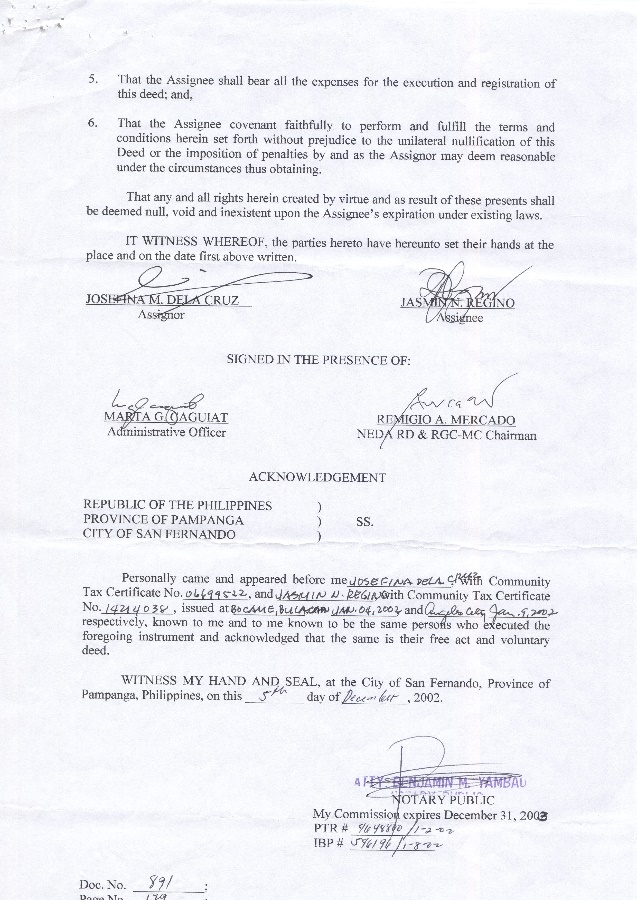 5. That the Assignee shall bear all the expenses for the execution and registration of
this deed; and,
6. That the Assignee covenant faithfully to perform and fulfill the terms and
conditions herein set forth without prejudice to the unilateral nullification of this
Deed or the imposition of penalties by and as the Assignor may deem reasonable
under the circumstances thus obtaining.
That any and all rights herein created by virtue and as result of these presents shall
be deemed null, void and inexistent upon the Assignee's expiration under existing laws.
IT WITNESS WHEREOF, the parties hereto have hereunto set their hands at the
place and on the date first above written.
JOSEFINA M. DELA CRUZ JASMIN N. REGINO
Assignor Assignee
SIGNED IN THE PRESENCE OF:
MARTA G. GAGUIAT REMIGIO A. MERCADO
Administrative Officer NEDA RD & RGC-MC Chairman
ACKNOWLEDGEMENT
REPUBLIC OF THE PHILIPPINES )
PROVINCE OF PAMPANGA ) SS.
CITY OF SAN FERNANDO )
Personally came and appeared before me JOSEFINA DELA CRUZ with Community
Tax Certificate No. 06699522, and JASMIN N. REGINO with Community Tax Certificate
No. 14214038, issued at BOCAUE, BULACAN JAN. 04, 2002 and Angeles City Jan. 9, 2002
respectively, known to me and to me known to be the same persons who executed the
foregoing instrument and acknowledged that the same is their free act and voluntary
deed.
WITNESS MY HAND AND SEAL, at the City of San Fernando, Province of
Pampanga, Philippines, on this 5th day of December, 2002.
ATTY. BENJAMIN M. YAMBAO
NOTARY PUBLIC
My Commission expires December 31, 2003
PTR # /1-2-02
IBP # 596196 /1-8-02
Doc. No. 891 :
Page No. 179